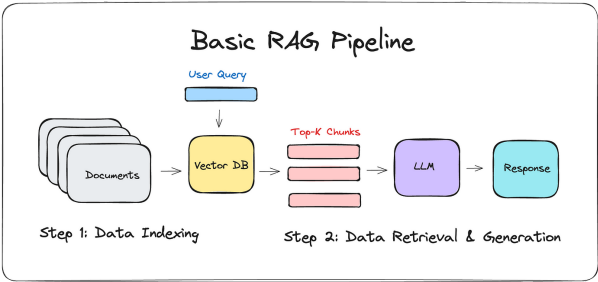 Basic RAG Pipeline
User Query
Top-K Chunks
Documents
Vector DB
LLM
Response
Step 1: Data Indexing
Step 2: Data Retrieval & Generation